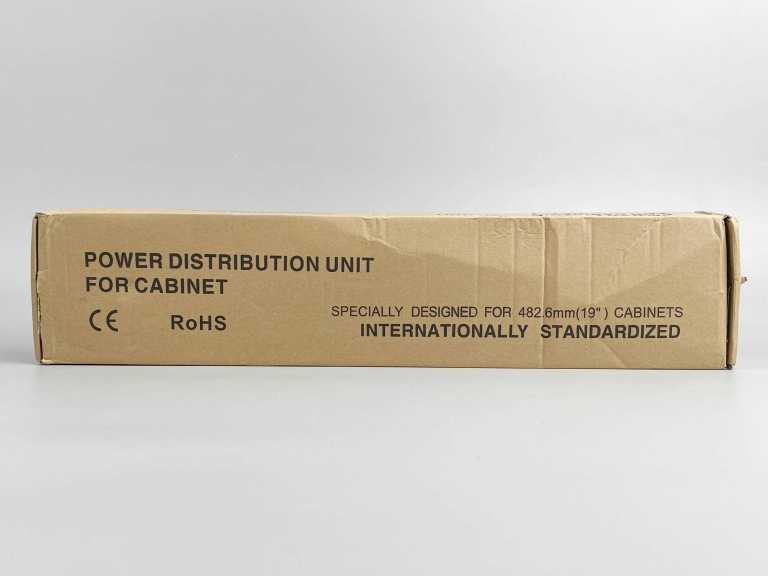 POWER DISTRIBUTION UNIT
FOR CABINET
CE RoHS
SPECIALLY DESIGNED FOR 482.6mm(19") CABINETS
INTERNATIONALLY STANDARDIZED